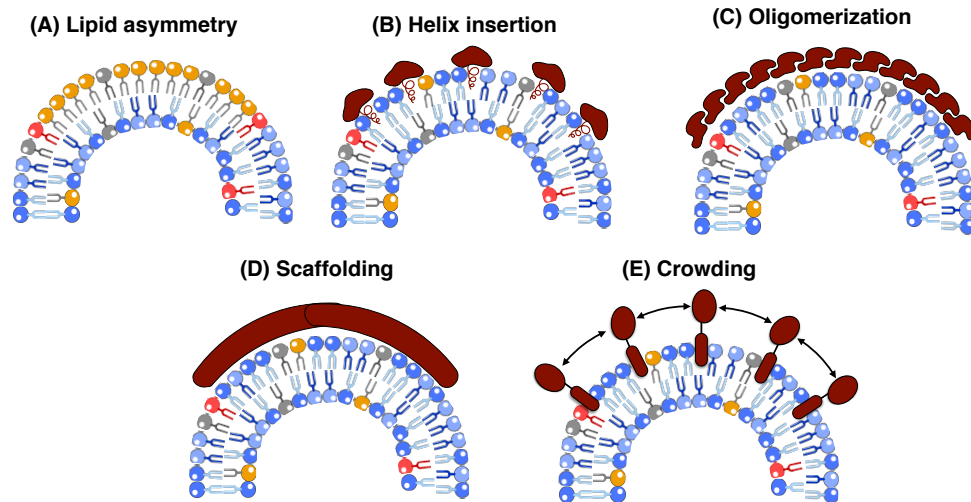 (A) Lipid asymmetry
(B) Helix insertion
(C) Oligomerization
(D) Scaffolding
(E) Crowding